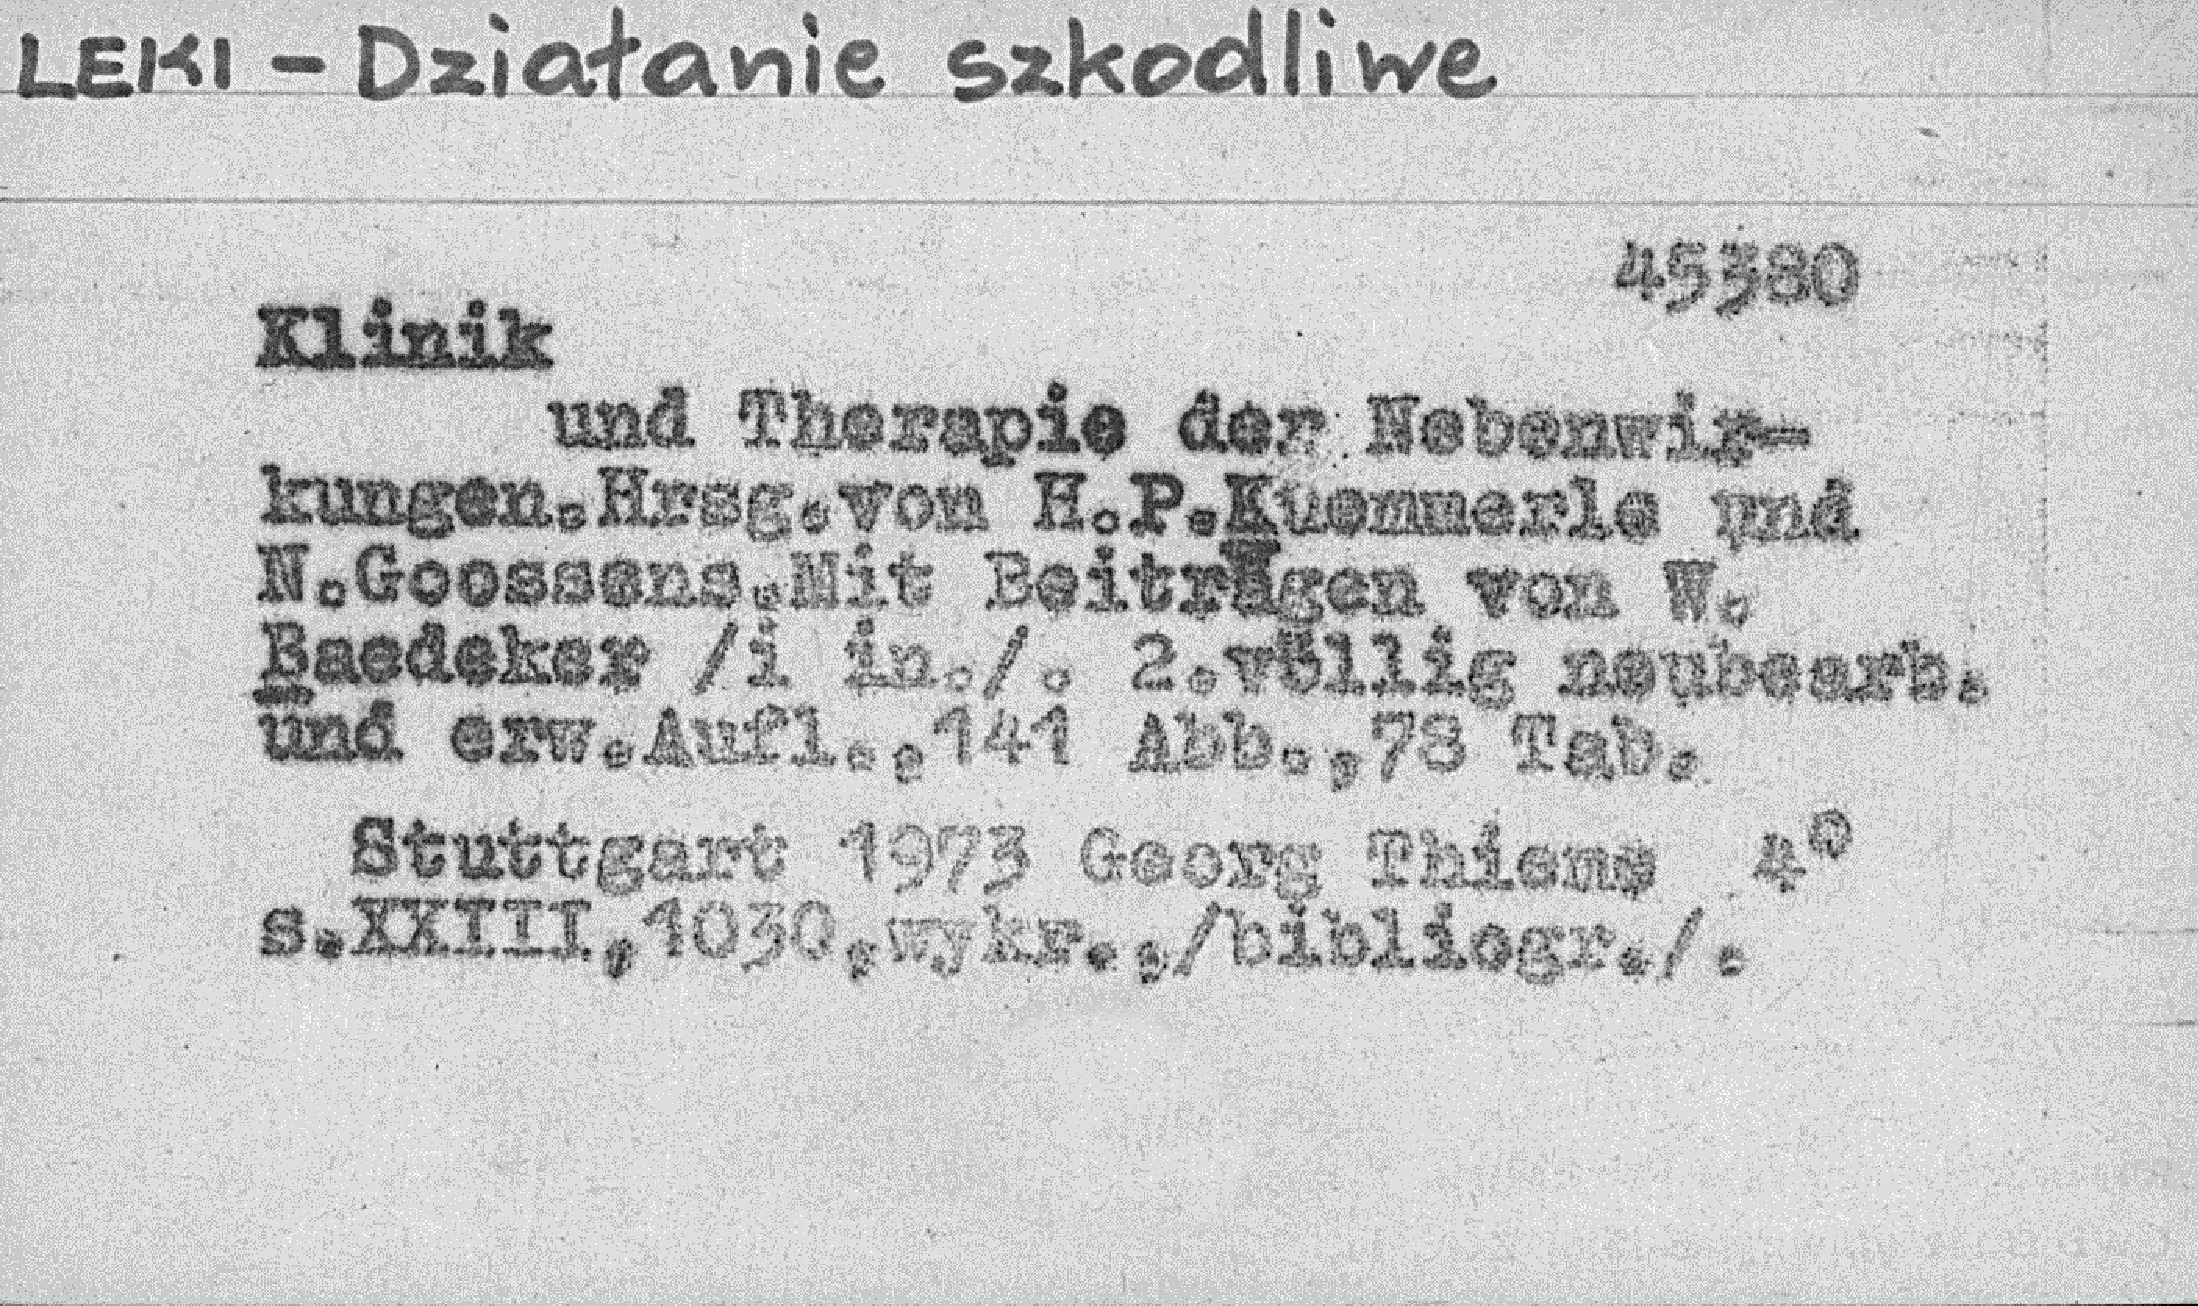 LEKI - Działanie szkodliwe
45380
Klinik
und Therapie der Nebenwir-
kungen.Hrsg.von H.P.Kuemmerle und
N.Goossens.Mit Beiträgen von W.
Baedeker /i in./. 2.völlig neubearb.
und erw.Aufl.,141 Abb.,78 Tab.
Stuttgart 1973 Georg Thieme 4°
s.XXIII,1030,wykr.,/bibliogr./.